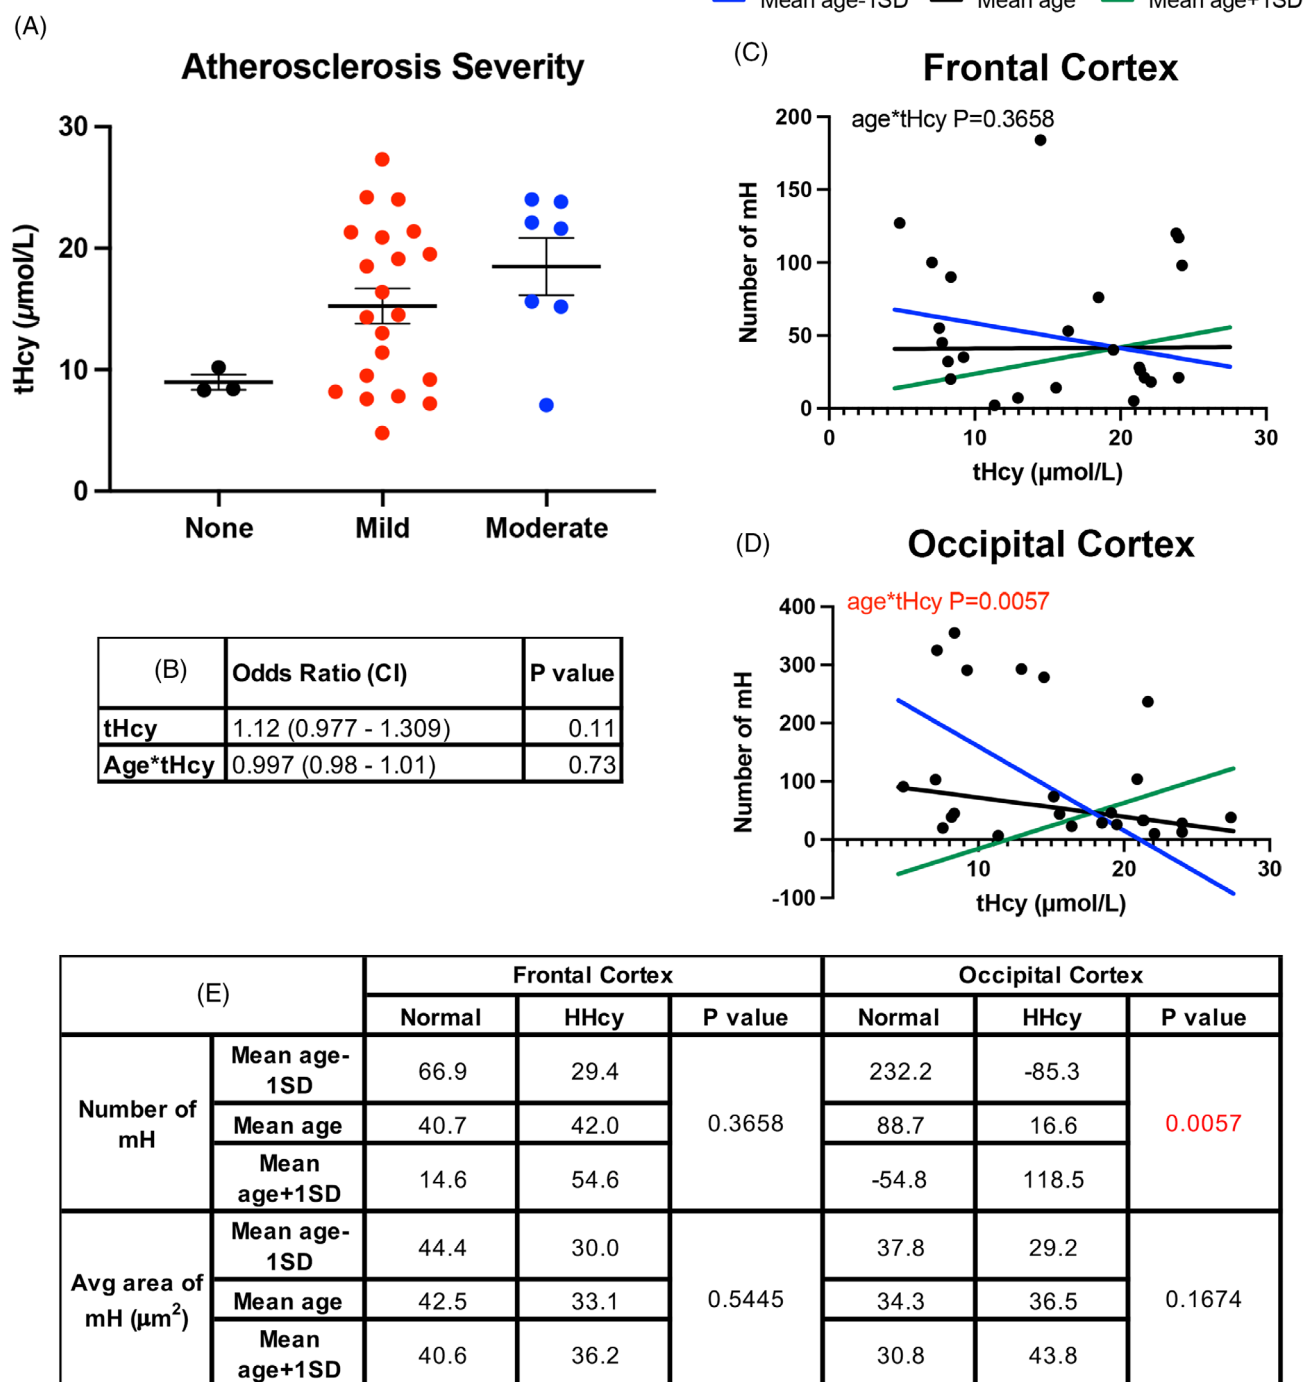 Mean age-1SD Mean age Mean age+1SD
(A)
Atherosclerosis Severity
tHcy (µmol/L)
30
20
10
0
None Mild Moderate
(B) Odds Ratio (CI) P value
tHcy 1.12 (0.977 - 1.309) 0.11
Age*tHcy 0.997 (0.98 - 1.01) 0.73
(C)
Frontal Cortex
age*tHcy P=0.3658
Number of mH
200
150
100
50
0
0 10 20 30
tHcy (µmol/L)
(D)
Occipital Cortex
age*tHcy P=0.0057
Number of mH
400
300
200
100
0
-100
10 20 30
tHcy (µmol/L)
(E) Frontal Cortex Occipital Cortex
Normal HHcy P value Normal HHcy P value
Number of
mH
Mean age-
1SD
66.9 29.4 0.3658 232.2 -85.3 0.0057
Mean age 40.7 42.0 88.7 16.6
Mean
age+1SD
14.6 54.6 -54.8 118.5
Avg area of
mH (µm²)
Mean age-
1SD
44.4 30.0 0.5445 37.8 29.2 0.1674
Mean age 42.5 33.1 34.3 36.5
Mean
age+1SD
40.6 36.2 30.8 43.8